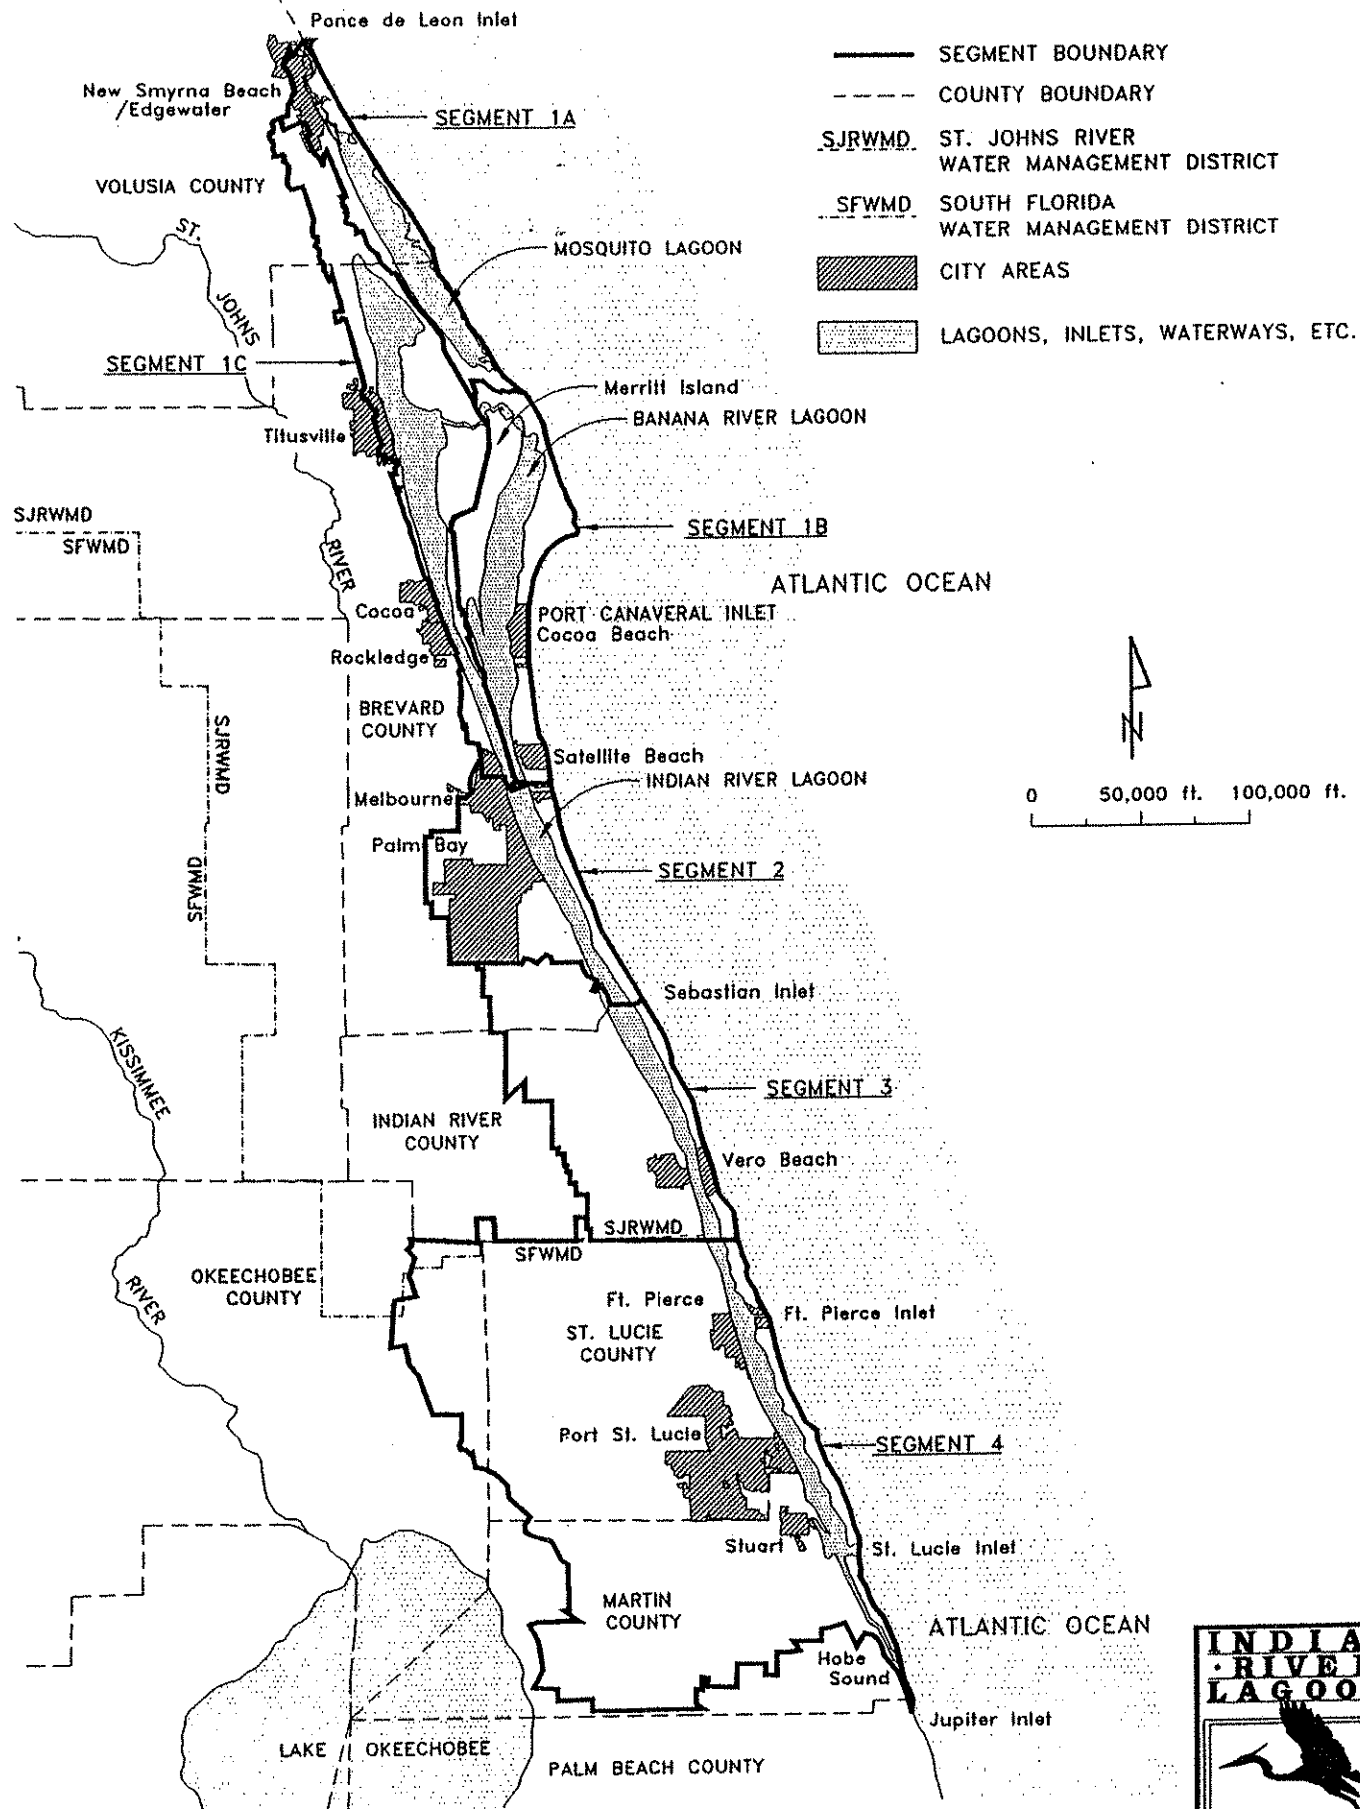 Ponce de Leon Inlet
New Smyrna Beach
/Edgewater
SEGMENT 1A
VOLUSIA COUNTY
ST.
JOHNS
RIVER
MOSQUITO LAGOON
SEGMENT 1C
Merritt Island
BANANA RIVER LAGOON
Titusville
SJRWMD
SFWMD
SEGMENT 1B
ATLANTIC OCEAN
Cocoa
PORT CANAVERAL INLET
Cocoa Beach
Rockledge
BREVARD
COUNTY
SJRWMD
SFWMD
Satellite Beach
INDIAN RIVER LAGOON
Melbourne
Palm Bay
SEGMENT 2
Sebastian Inlet
KISSIMMEE
RIVER
SEGMENT 3
INDIAN RIVER
COUNTY
Vero Beach
SJRWMD
SFWMD
OKEECHOBEE
COUNTY
Ft. Pierce
Ft. Pierce Inlet
ST. LUCIE
COUNTY
Port St. Lucie
SEGMENT 4
Stuart
St. Lucie Inlet
MARTIN
COUNTY
ATLANTIC OCEAN
Hobe
Sound
Jupiter Inlet
LAKE OKEECHOBEE
PALM BEACH COUNTY
SEGMENT BOUNDARY
COUNTY BOUNDARY
SJRWMD ST. JOHNS RIVER
WATER MANAGEMENT DISTRICT
SFWMD SOUTH FLORIDA
WATER MANAGEMENT DISTRICT
CITY AREAS
LAGOONS, INLETS, WATERWAYS, ETC.
N
0 50,000 ft. 100,000 ft.
INDIA
RIVE
LAGOO